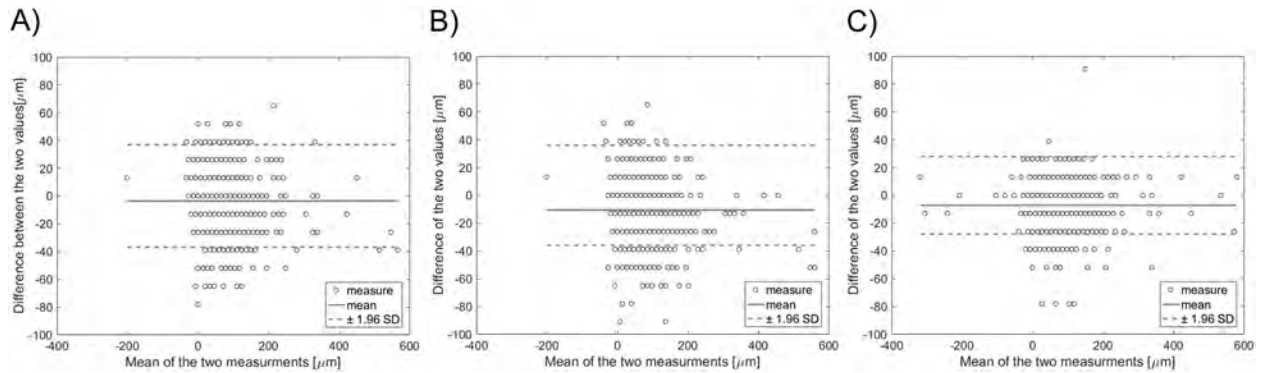 A)
Difference between the two values[μm]
100
80
60
40
20
0
-20
-40
-60
-80
-100
-400
-200
0
200
400
600
Mean of the two measurments [μm]
measure
mean
± 1.96 SD
B)
Difference of the two values [μm]
100
80
60
40
20
0
-20
-40
-60
-80
-100
-400
-200
0
200
400
600
Mean of the two measurments [μm]
measure
mean
± 1.96 SD
C)
Difference of the two values [μm]
100
80
60
40
20
0
-20
-40
-60
-80
-100
-400
-200
0
200
400
600
Mean of the two measurments [μm]
measure
mean
± 1.96 SD